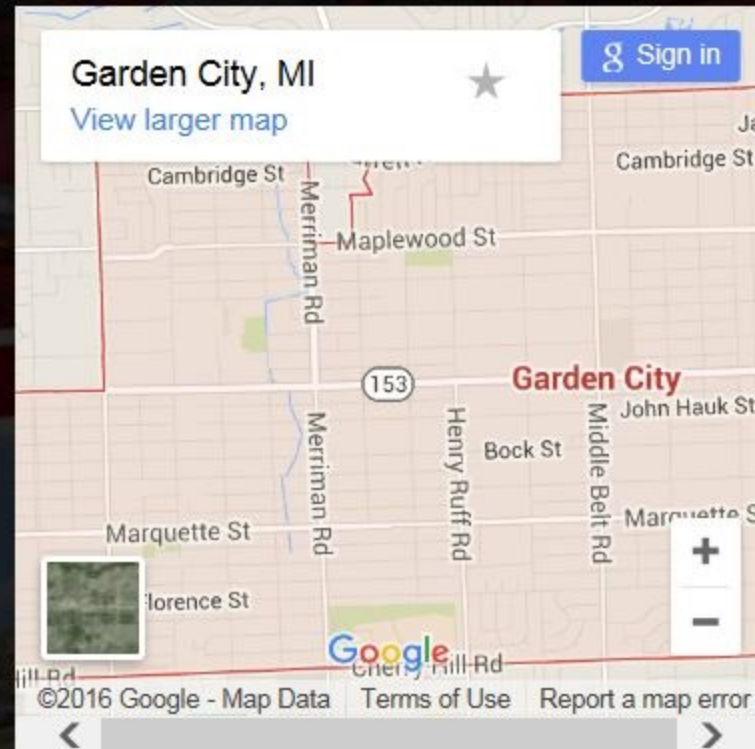 Garden City, MI
View larger map
g Sign in
Cambridge St
Cambridge St
Merriman Rd
Maplewood St
153
Garden City
John Hauk St
Merriman Rd
Henry Ruff Rd
Bock St
Middle Belt Rd
Marquette St
Florence St
Google
Cherry Hill Rd
Hill Rd
©2016 Google - Map Data
Terms of Use
Report a map error